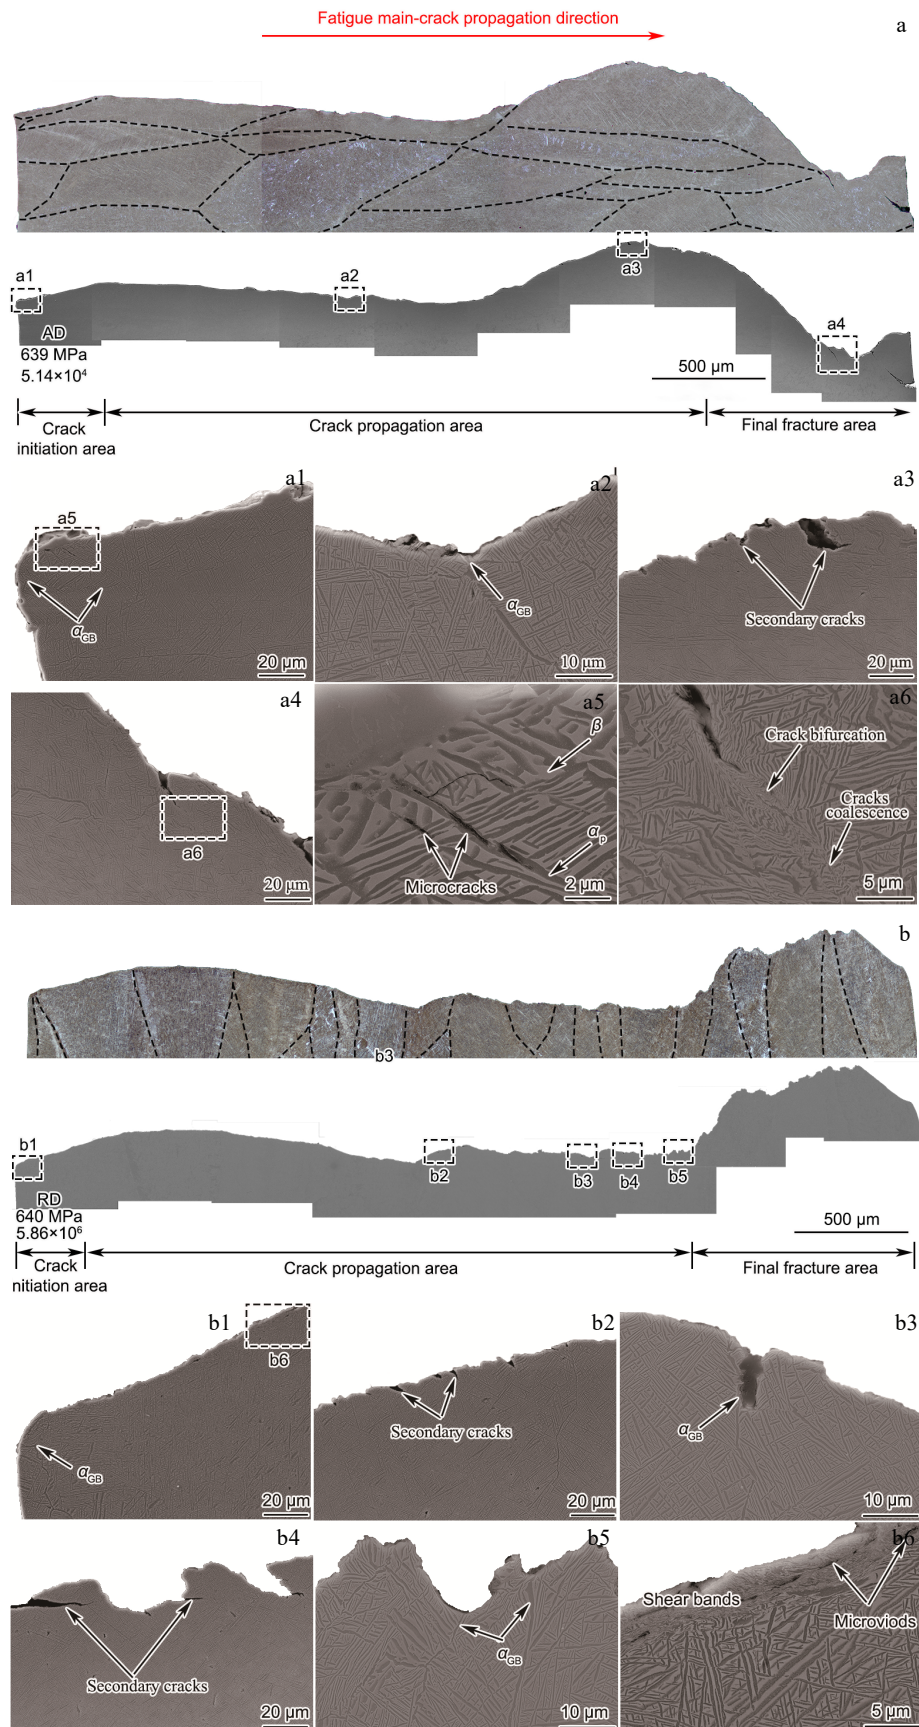 Fatigue main-crack propagation direction
a
a1
a2
a3
a4
AD
639 MPa
5.14×10⁴
500 μm
Crack
initiation area
Crack propagation area
Final fracture area
a1
a5
αGB
20 μm
a2
αGB
10 μm
a3
Secondary cracks
20 μm
a4
a6
20 μm
a5
β
αp
Microcracks
2 μm
a6
Crack bifurcation
Cracks
coalescence
5 μm
b
b3
b1
b2
b3
b4
b5
RD
640 MPa
5.86×10⁶
500 μm
Crack
nitiation area
Crack propagation area
Final fracture area
b1
b6
αGB
20 μm
b2
Secondary cracks
20 μm
b3
αGB
10 μm
b4
Secondary cracks
20 μm
b5
αGB
10 μm
b6
Shear bands
Microviods
5 μm